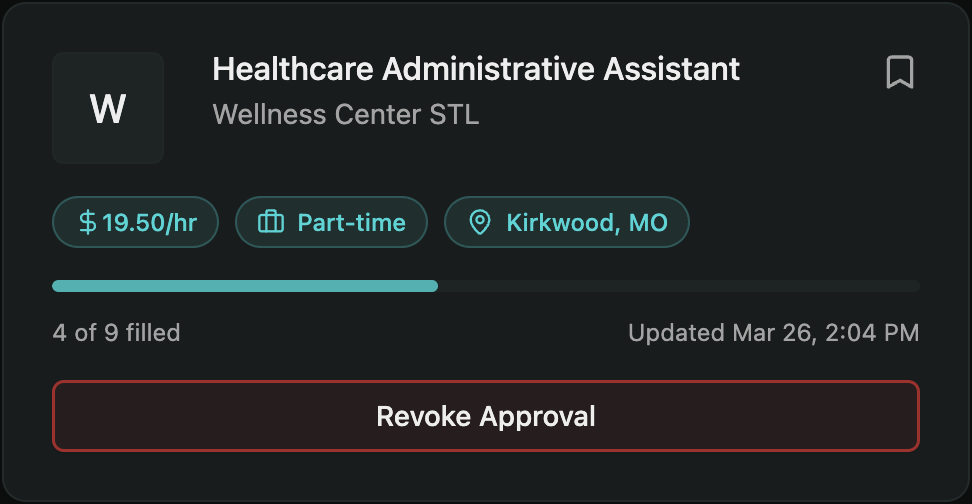 W
Healthcare Administrative Assistant
Wellness Center STL
$19.50/hr
Part-time
Kirkwood, MO
4 of 9 filled
Updated Mar 26, 2:04 PM
Revoke Approval